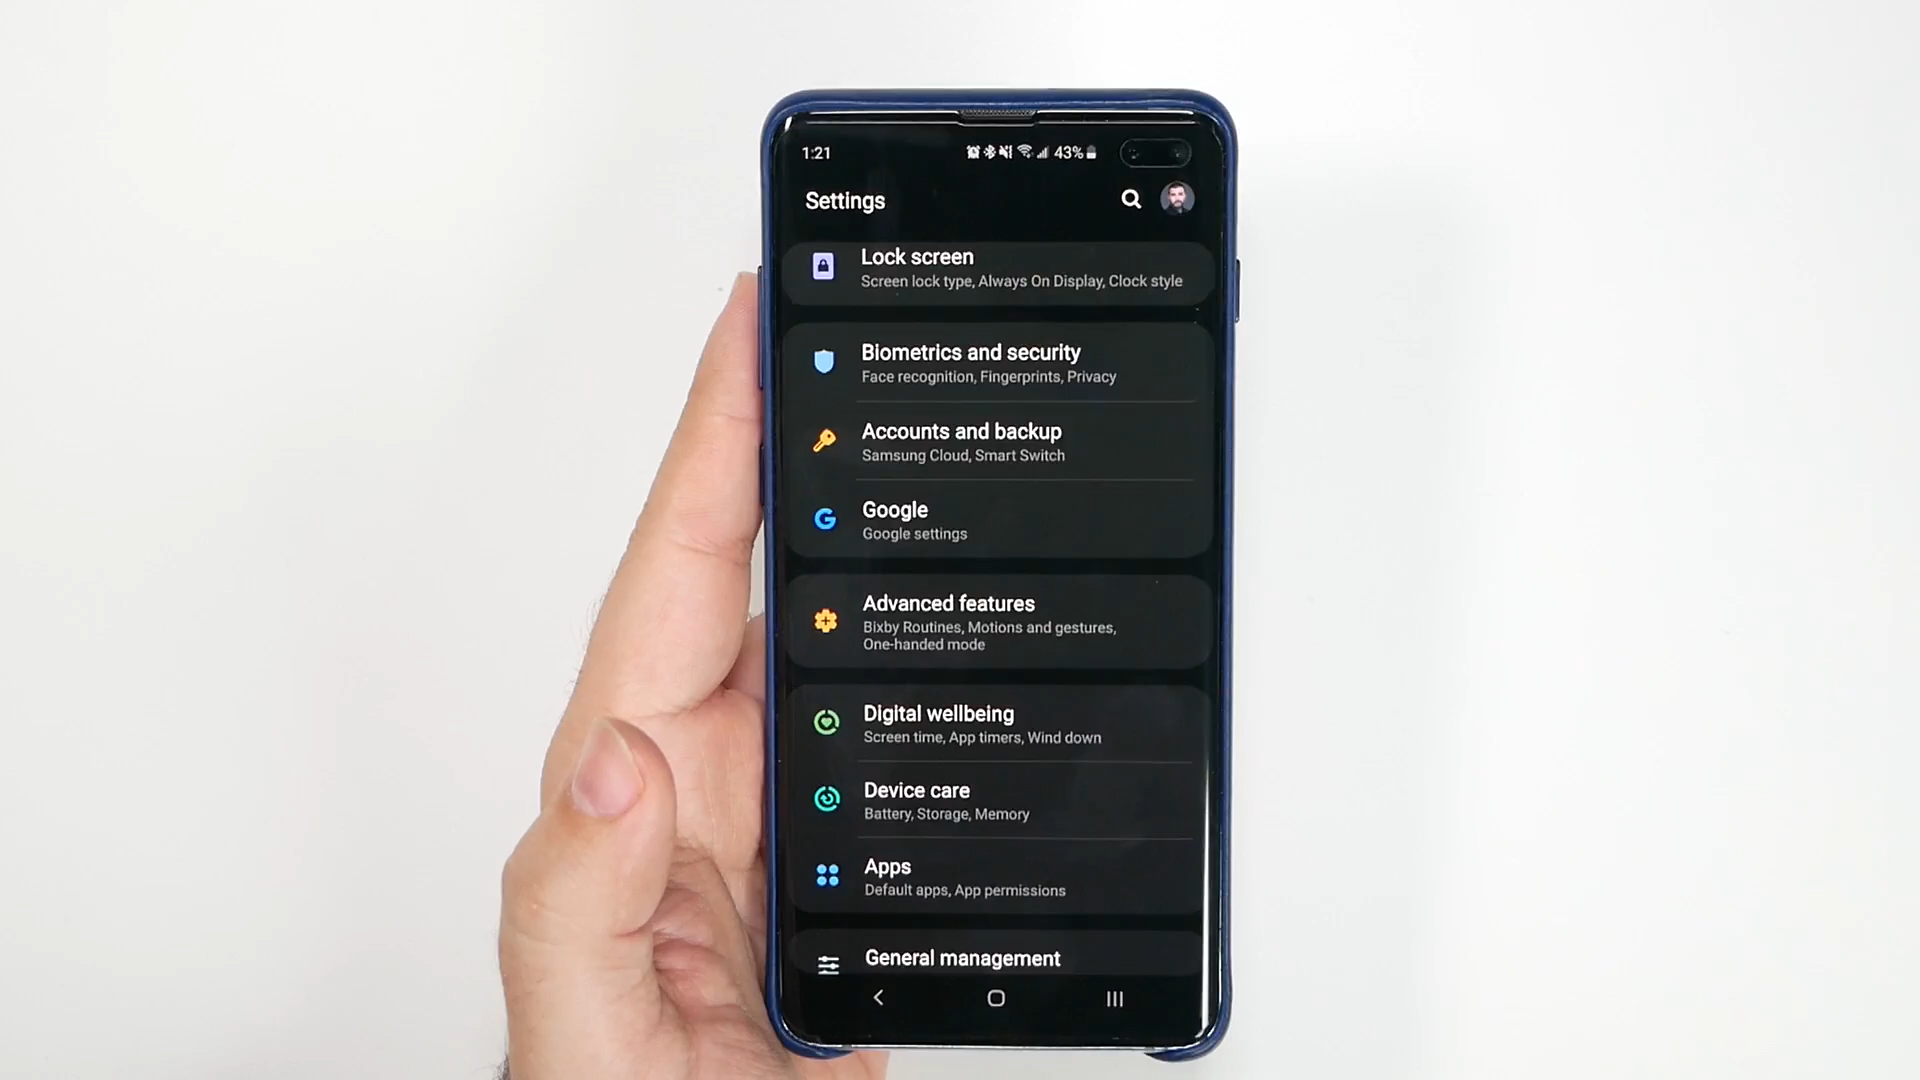 1:21
43%
Settings
Lock screen
Screen lock type, Always On Display, Clock style
Biometrics and security
Face recognition, Fingerprints, Privacy
Accounts and backup
Samsung Cloud, Smart Switch
Google
Google settings
Advanced features
Bixby Routines, Motions and gestures,
One-handed mode
Digital wellbeing
Screen time, App timers, Wind down
Device care
Battery, Storage, Memory
Apps
Default apps, App permissions
General management